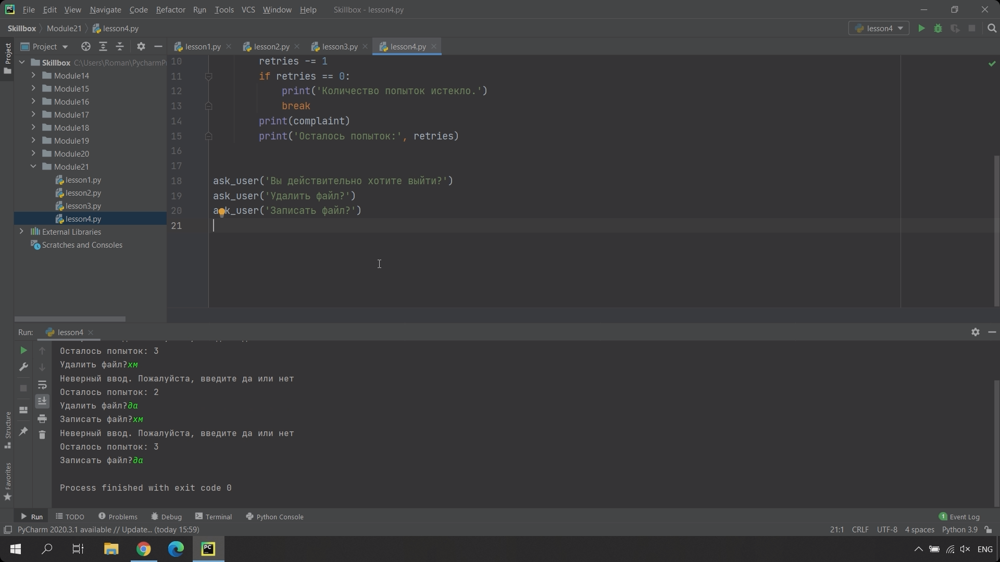 File Edit View Navigate Code Refactor Run Tools VCS Window Help Skillbox - lesson4.py
Skillbox Module21 lesson4.py lesson4
Project lesson1.py lesson2.py lesson3.py lesson4.py
Project
Skillbox C:\Users\Roman\PycharmPr
Module14
Module15
Module16
Module17
Module18
Module19
Module20
Module21
lesson1.py
lesson2.py
lesson3.py
lesson4.py
External Libraries
Scratches and Consoles
10 retries -= 1
11 if retries == 0:
12 print('Количество попыток истекло.')
13 break
14 print(complaint)
15 print('Осталось попыток:', retries)
16
17
18 ask_user('Вы действительно хотите выйти?')
19 ask_user('Удалить файл?')
20 ask_user('Записать файл?')
21
Run: lesson4
Осталось попыток: 3
Удалить файл?хм
Неверный ввод. Пожалуйста, введите да или нет
Осталось попыток: 2
Удалить файл?да
Записать файл?хм
Неверный ввод. Пожалуйста, введите да или нет
Осталось попыток: 3
Записать файл?да
Process finished with exit code 0
Structure
Favorites
Run TODO Problems Debug Terminal Python Console 1 Event Log
PyCharm 2020.3.1 available // Update... (today 15:59) 21:1 CRLF UTF-8 4 spaces Python 3.9
PC ENG